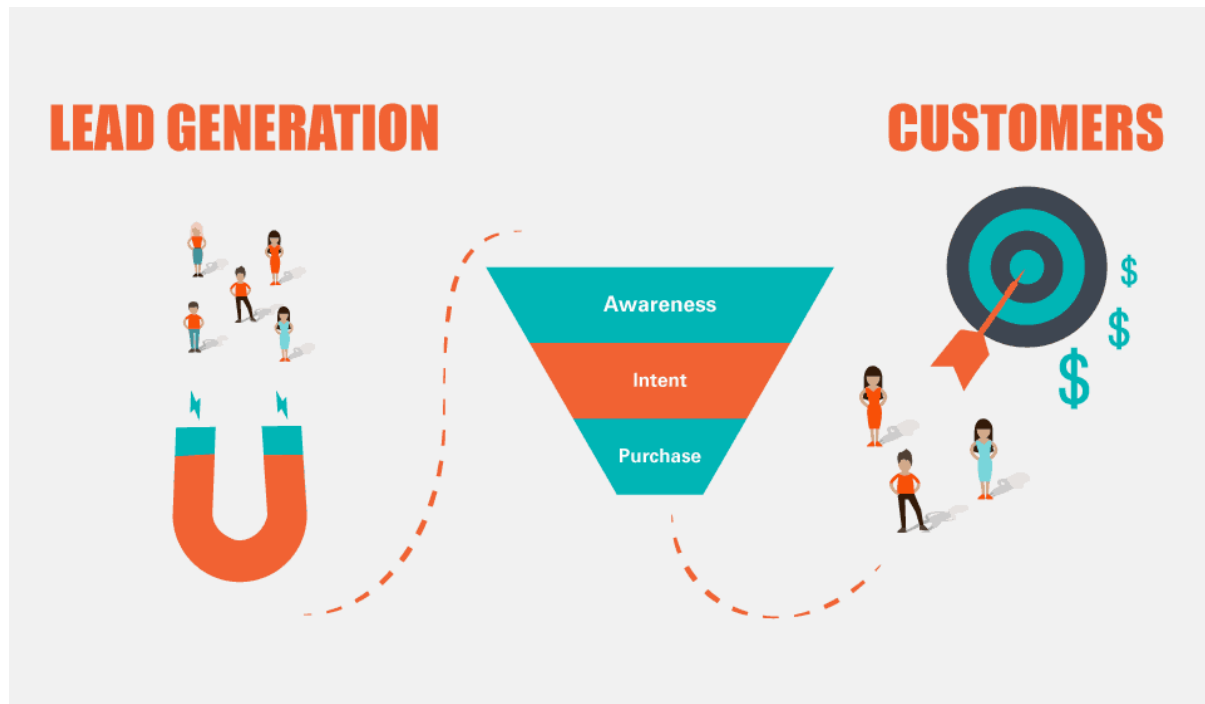 LEAD GENERATION
CUSTOMERS
Awareness
Intent
Purchase
$
$
$